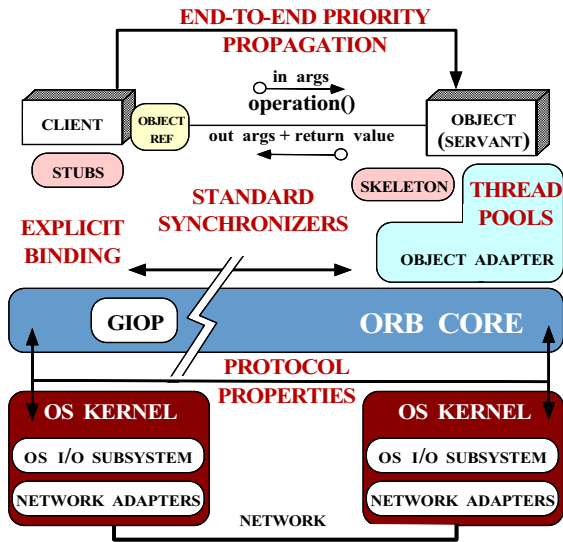 END-TO-END PRIORITY
PROPAGATION
in args
operation()
out args + return value
CLIENT
OBJECT
REF
OBJECT
(SERVANT)
STUBS
SKELETON
STANDARD
SYNCHRONIZERS
THREAD
POOLS
EXPLICIT
BINDING
OBJECT ADAPTER
GIOP
ORB CORE
PROTOCOL
PROPERTIES
OS KERNEL
OS I/O SUBSYSTEM
NETWORK ADAPTERS
OS KERNEL
OS I/O SUBSYSTEM
NETWORK ADAPTERS
NETWORK